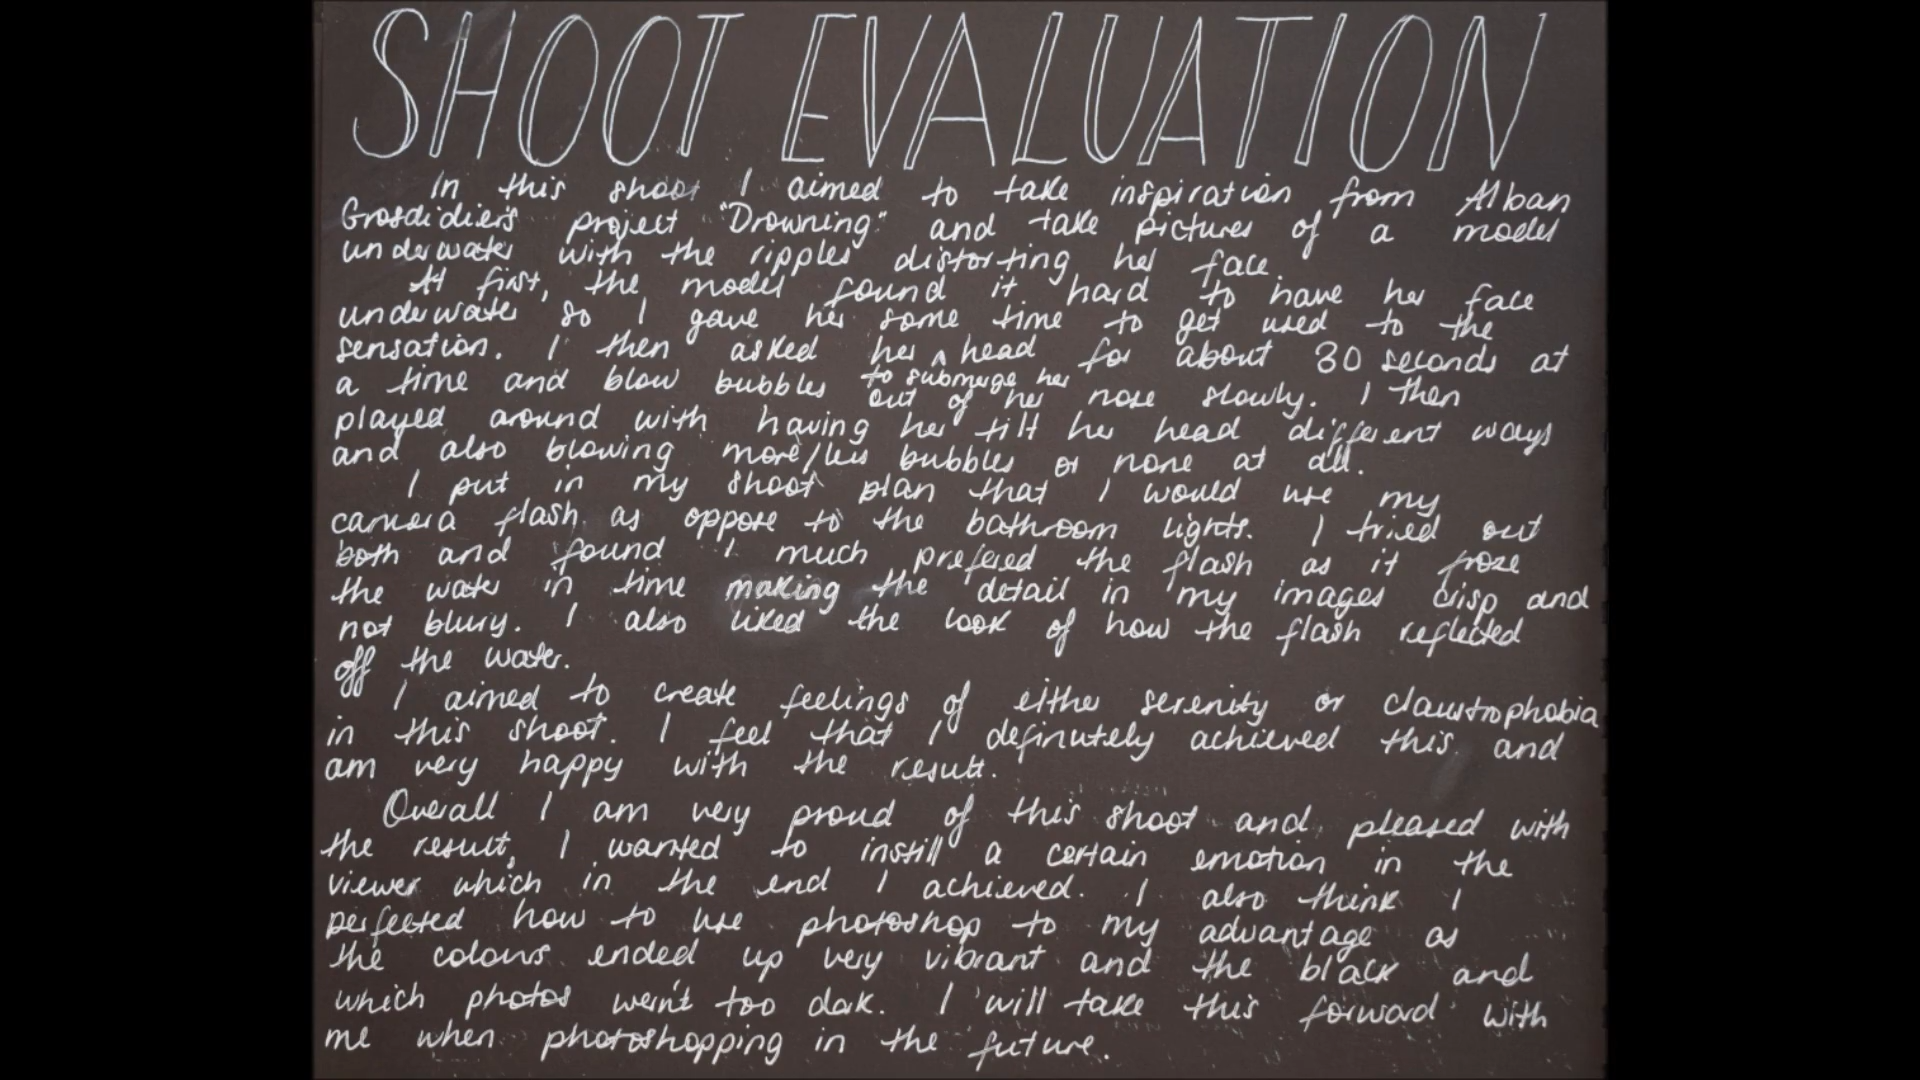 SHOOT EVALUATION
In this shoot I aimed to take inspiration from Alban
Grosdidier's project "Drowning" and take pictures of a model
underwater with the ripples distorting her face.
At first, the model found it hard to have her face
underwater so I gave her some time to get used to the
sensation. I then asked her ^ head for about 30 seconds at
to submerge her
a time and blow bubbles out of her nose slowly. I then
played around with having her tilt her head different ways
and also blowing more/less bubbles or none at all.
I put in my shoot plan that I would use my
camera flash as oppose to the bathroom lights. I tried out
both and found I much prefered the flash as it froze
the water in time making the detail in my images crisp and
not blury. I also liked the look of how the flash reflected
off the water.
I aimed to create feelings of either serenity or claustrophobia
in this shoot. I feel that I definutely achieved this and
am very happy with the result.
Overall I am very proud of this shoot and pleased with
the result, I wanted to instill a certain emotion in the
viewer which in the end I achieved. I also think I
perfected how to use photoshop to my advantage as
the colours ended up very vibrant and the black and
which photos wern't too dark. I will take this forward with
me when photoshopping in the future.